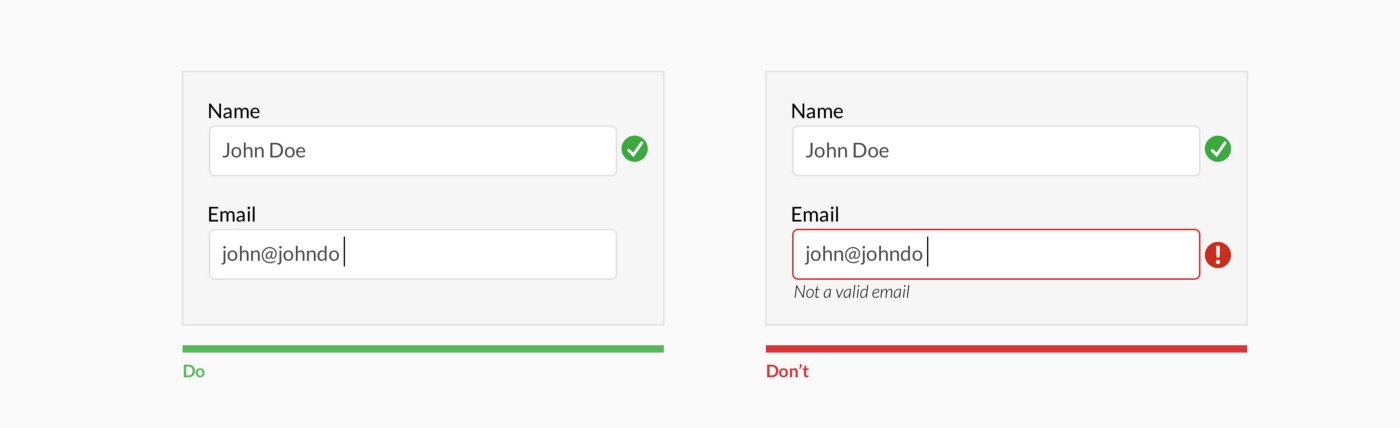 Name
John Doe
Email
john@johndo
Do
Name
John Doe
Email
john@johndo
Not a valid email
Don't